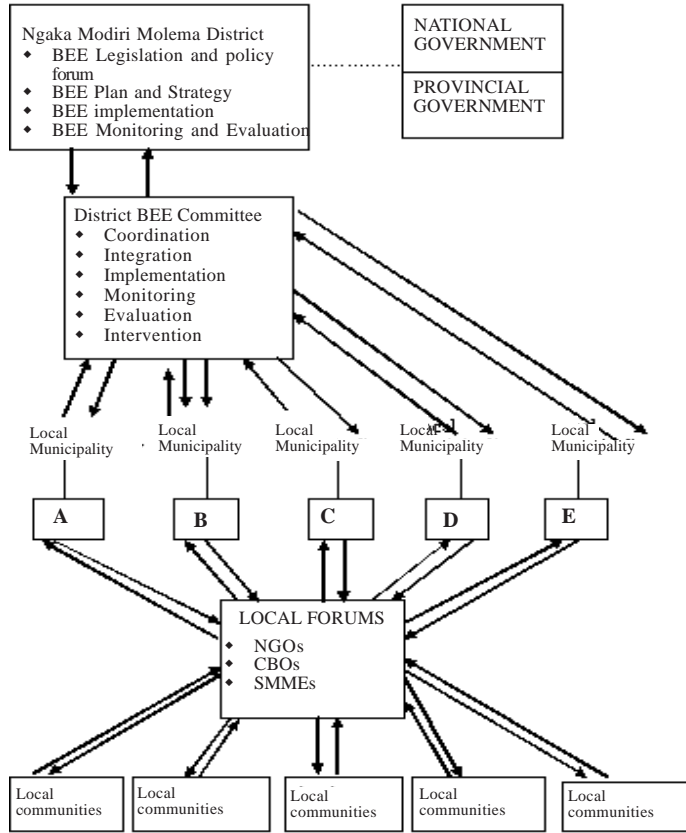 Ngaka Modiri Molema District
◆ BEE Legislation and policy
forum
◆ BEE Plan and Strategy
◆ BEE implementation
◆ BEE Monitoring and Evaluation
NATIONAL
GOVERNMENT
PROVINCIAL
GOVERNMENT
District BEE Committee
◆ Coordination
◆ Integration
◆ Implementation
◆ Monitoring
◆ Evaluation
◆ Intervention
Local
Municipality
Local
Municipality
Local
Municipality
Local
Municipality
Local
Municipality
A
B
C
D
E
LOCAL FORUMS
◆ NGOs
◆ CBOs
◆ SMMEs
Local
communities
Local
communities
Local
communities
Local
communities
Local
communities